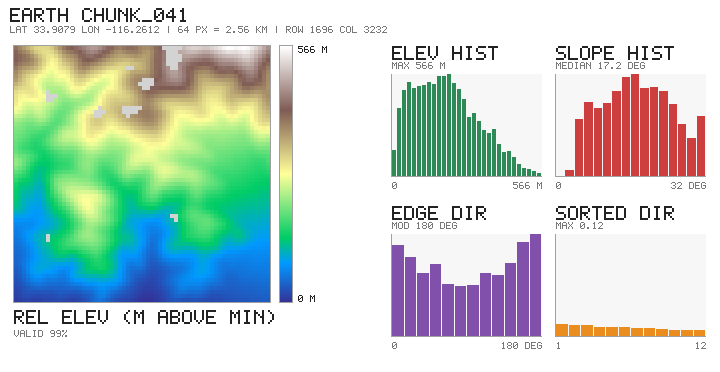 EARTH CHUNK_041
LAT 33.9079 LON -116.2612 | 64 PX = 2.56 KM | ROW 1696 COL 3232
566 M
0 M
REL ELEV (M ABOVE MIN)
VALID 99%
ELEV HIST
MAX 566 M
0 566 M
SLOPE HIST
MEDIAN 17.2 DEG
0 32 DEG
EDGE DIR
MOD 180 DEG
0 180 DEG
SORTED DIR
MAX 0.12
1 12